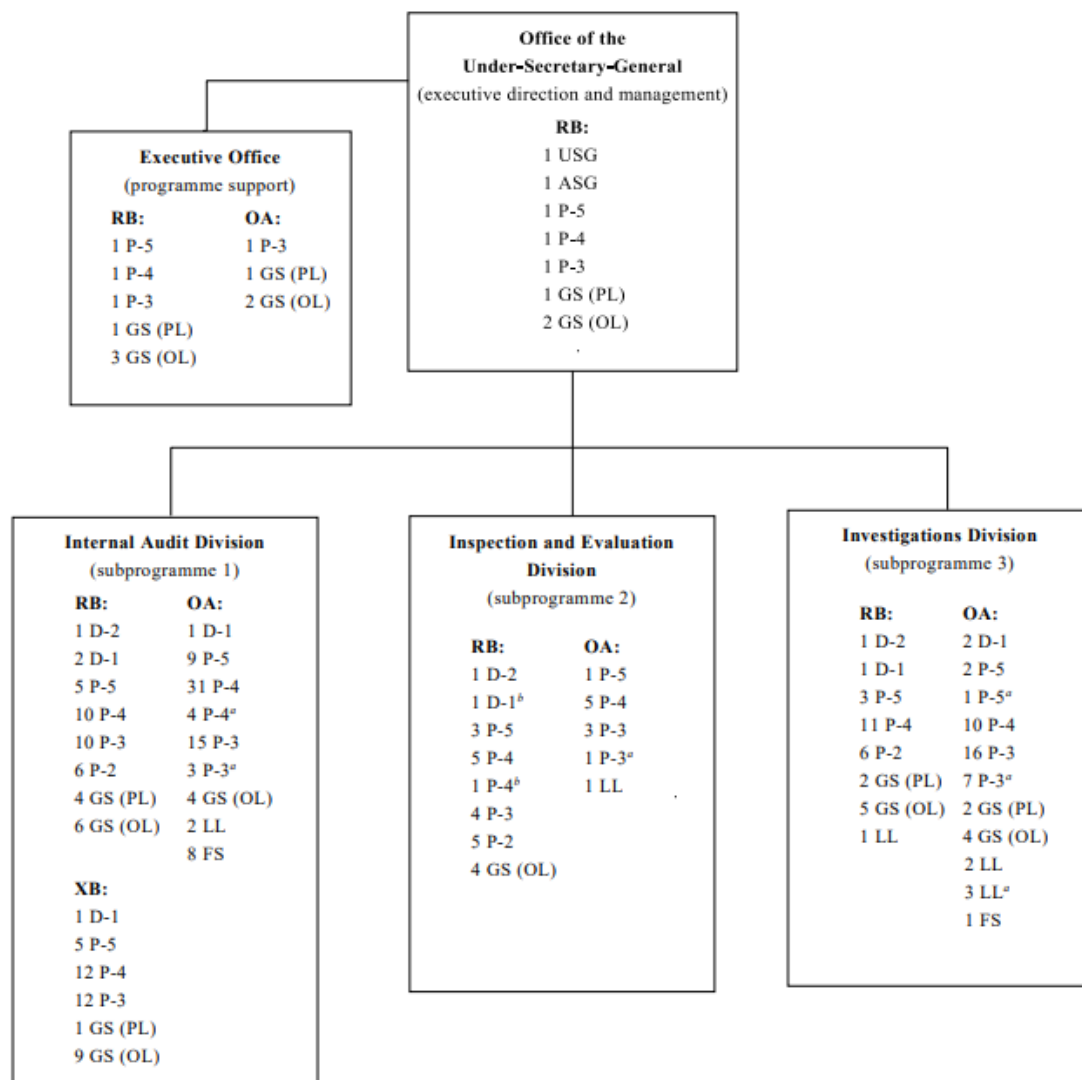 Office of the
Under-Secretary-General
(executive direction and management)
RB:
1 USG
1 ASG
1 P-5
1 P-4
1 P-3
1 GS (PL)
2 GS (OL)
Executive Office
(programme support)
RB: OA:
1 P-5 1 P-3
1 P-4 1 GS (PL)
1 P-3 2 GS (OL)
1 GS (PL)
3 GS (OL)
Internal Audit Division
(subprogramme 1)
RB: OA:
1 D-2 1 D-1
2 D-1 9 P-5
5 P-5 31 P-4
10 P-4 4 P-4ᵃ
10 P-3 15 P-3
6 P-2 3 P-3ᵃ
4 GS (PL) 4 GS (OL)
6 GS (OL) 2 LL
8 FS
XB:
1 D-1
5 P-5
12 P-4
12 P-3
1 GS (PL)
9 GS (OL)
Inspection and Evaluation
Division
(subprogramme 2)
RB: OA:
1 D-2 1 P-5
1 D-1ᵇ 5 P-4
3 P-5 3 P-3
5 P-4 1 P-3ᵃ
1 P-4ᵇ 1 LL
4 P-3
5 P-2
4 GS (OL)
Investigations Division
(subprogramme 3)
RB: OA:
1 D-2 2 D-1
1 D-1 2 P-5
3 P-5 1 P-5ᵃ
11 P-4 10 P-4
6 P-2 16 P-3
2 GS (PL) 7 P-3ᵃ
5 GS (OL) 2 GS (PL)
1 LL 4 GS (OL)
2 LL
3 LLᵃ
1 FS